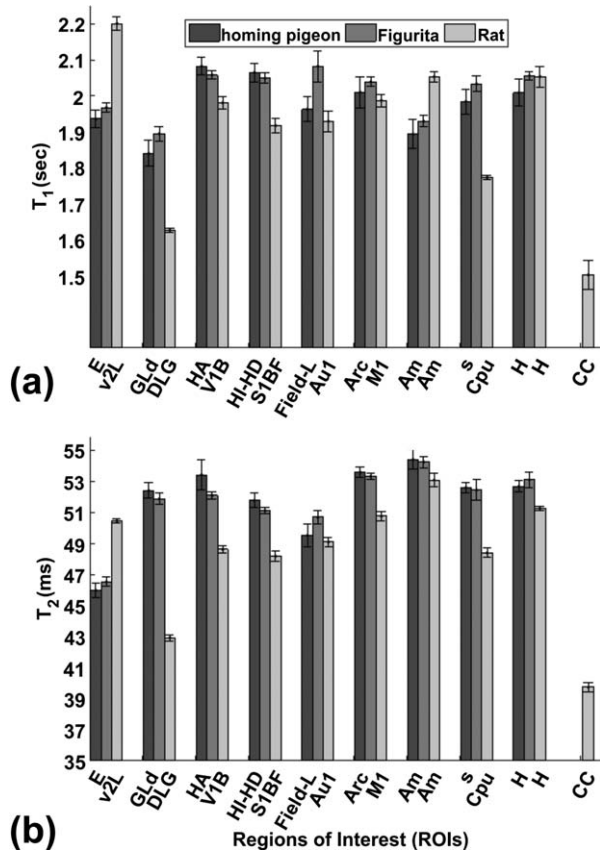 2.2
homing pigeon Figurita Rat
2.1
2
1.9
1.8
1.7
1.6
1.5
T1(sec)
E GLd HA HI-HD Field-L Arc Am s H CC
v2L DLG V1B S1BF Au1 M1 Am Cpu H
(a)
55
53
51
49
46
45
43
41
39
37
35
T2(ms)
E GLd HA HI-HD Field-L Arc Am s H CC
v2L DLG V1B S1BF Au1 M1 Am Cpu H
(b)
Regions of Interest (ROIs)